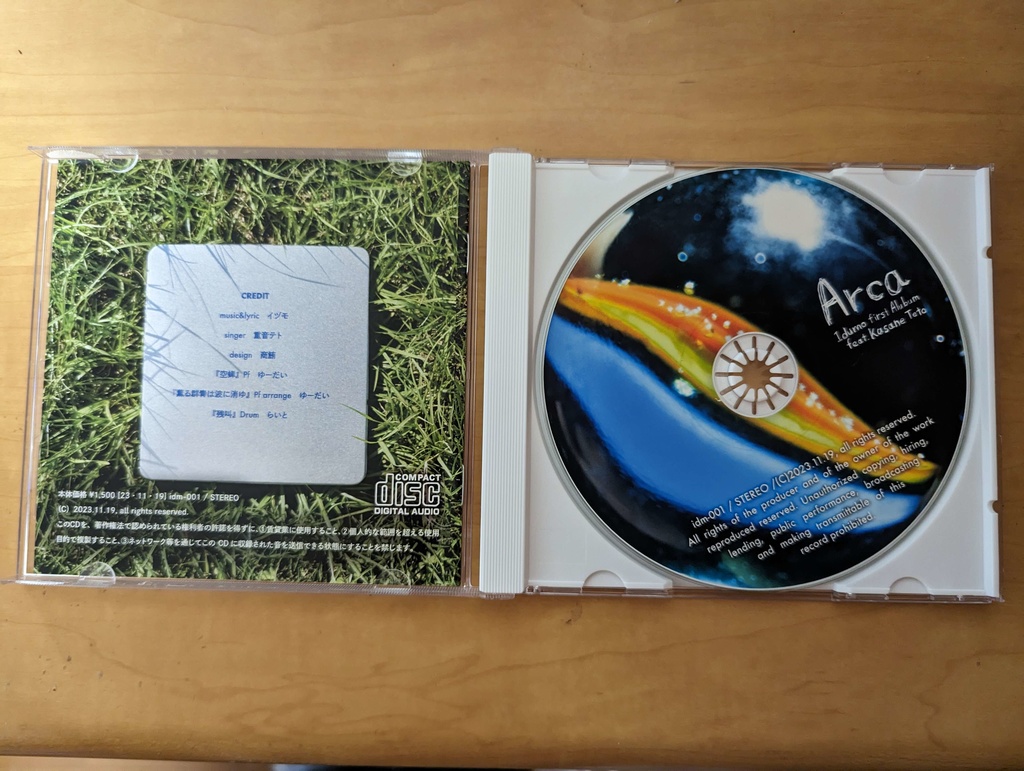 CREDIT
music&lyric イヅモ
singer 重音テト
design
『空蝉』Pf ゆーだい
『薫る群青は波に消ゆ』Pf arrange ゆーだい
『残叫』Drum らいと
COMPACT
disc
DIGITAL AUDIO
本体価格 ¥1,500 [23・11・19] idm-001 / STEREO
(C) 2023.11.19, all rights reserved.
このCDを、著作権法で認められている権利者の許諾を得ずに、①賃貸業に使用すること、②個人的な範囲を超える使用
目的で複製すること、③ネットワーク等を通じてこの CD に収録された音を送信できる状態にすることを禁じます。
Arca
Idumo first Alubum
feat. Kasane Teto
idm-001 / STEREO /(C)2023.11.19, all rights reserved.
All rights of the producer and of the owner of the work
reproduced reserved. Unauthorized copying, hiring,
lending, public performance, broadcasting
and making transmittable of this
record prohibited